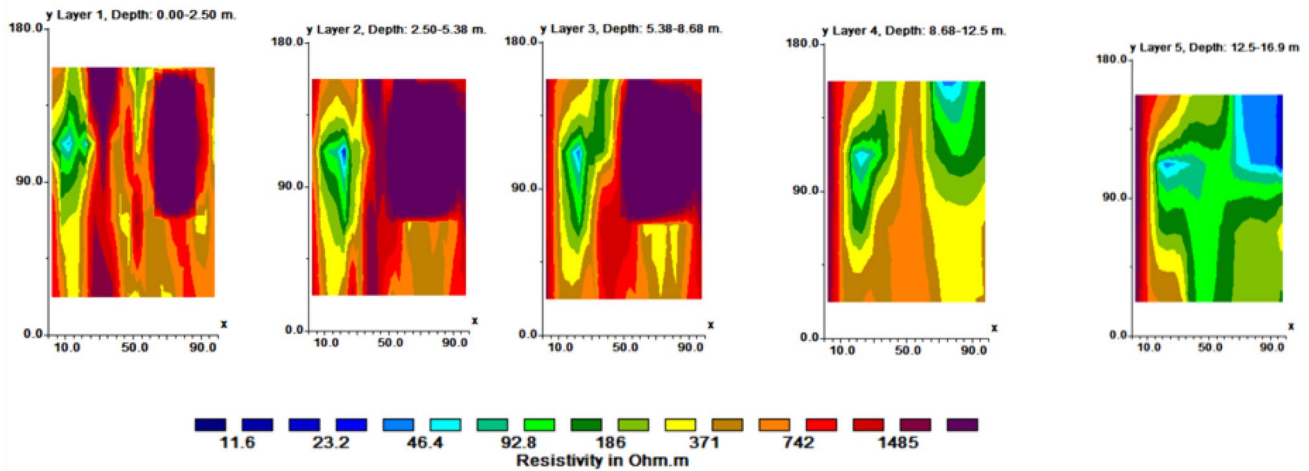 y Layer 1, Depth: 0.00-2.50 m.
180.0
90.0
0.0
x
10.0 50.0 90.0
y Layer 2, Depth: 2.50-5.38 m.
180.0
90.0
0.0
x
10.0 50.0 90.0
y Layer 3, Depth: 5.38-8.68 m.
180.0
90.0
0.0
x
10.0 50.0 90.0
y Layer 4, Depth: 8.68-12.5 m.
180.0
90.0
0.0
x
10.0 50.0 90.0
y Layer 5, Depth: 12.5-16.9 m
180.0
90.0
0.0
x
10.0 50.0 90.0
11.6 23.2 46.4 92.8 186 371 742 1485
Resistivity in Ohm.m